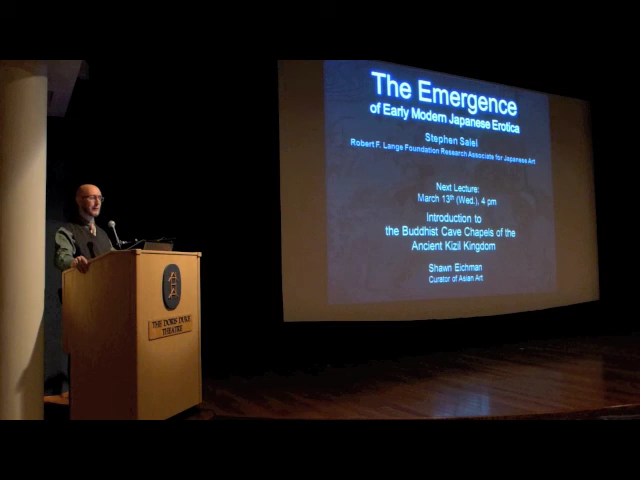 The Emergence
of Early Modern Japanese Erotica
Stephen Salel
Robert F. Lange Foundation Research Associate for Japanese Art
Next Lecture:
March 13th (Wed.), 4 pm
Introduction to
the Buddhist Cave Chapels of the
Ancient Kizil Kingdom
Shawn Eichman
Curator of Asian Art
THE DORIS DUKE
THEATRE